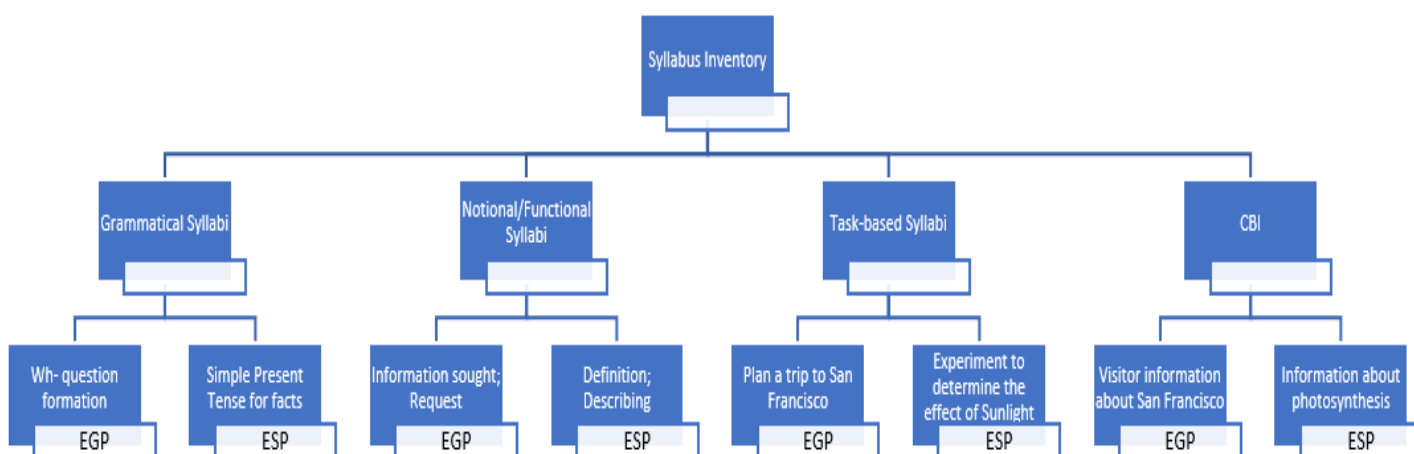 Syllabus Inventory
Grammatical Syllabi
Notional/Functional
Syllabi
Task-based Syllabi
CBI
Wh- question
formation
EGP
Simple Present
Tense for facts
ESP
Information sought;
Request
EGP
Definition;
Describing
ESP
Plan a trip to San
Francisco
EGP
Experiment to
determine the
effect of Sunlight
ESP
Visitor information
about San Francisco
EGP
Information about
photosynthesis
ESP